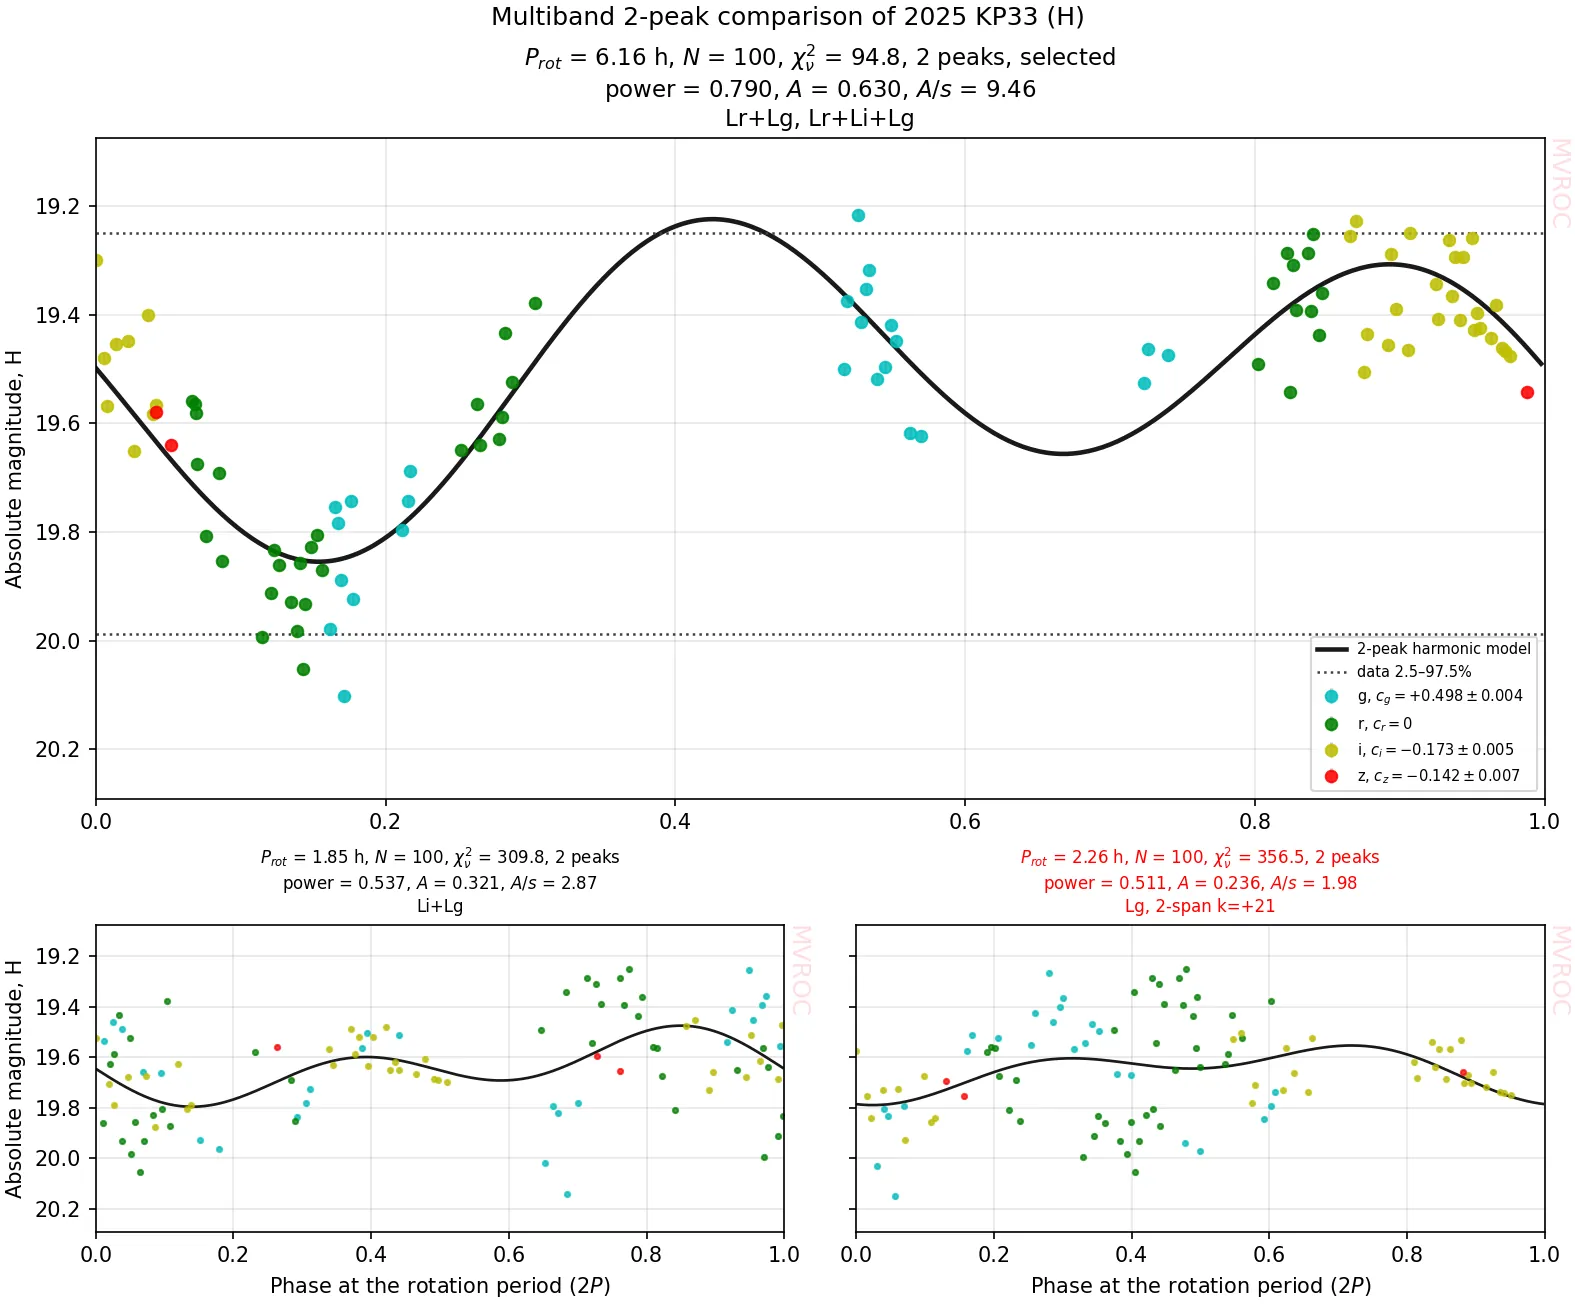 Multiband 2-peak comparison of 2025 KP33 (H)
P_rot = 6.16 h, N = 100, χ²_ν = 94.8, 2 peaks, selected
power = 0.790, A = 0.630, A/s = 9.46
Lr+Lg, Lr+Li+Lg
MVROC
Absolute magnitude, H
19.2
19.4
19.6
19.8
20.0
20.2
2-peak harmonic model
data 2.5–97.5%
g, c_g = +0.498 ± 0.004
r, c_r = 0
i, c_i = −0.173 ± 0.005
z, c_z = −0.142 ± 0.007
0.0 0.2 0.4 0.6 0.8 1.0
P_rot = 1.85 h, N = 100, χ²_ν = 309.8, 2 peaks
power = 0.537, A = 0.321, A/s = 2.87
Li+Lg
MVROC
Absolute magnitude, H
19.2
19.4
19.6
19.8
20.0
20.2
0.0 0.2 0.4 0.6 0.8 1.0
Phase at the rotation period (2P)
P_rot = 2.26 h, N = 100, χ²_ν = 356.5, 2 peaks
power = 0.511, A = 0.236, A/s = 1.98
Lg, 2-span k=+21
MVROC
0.0 0.2 0.4 0.6 0.8 1.0
Phase at the rotation period (2P)